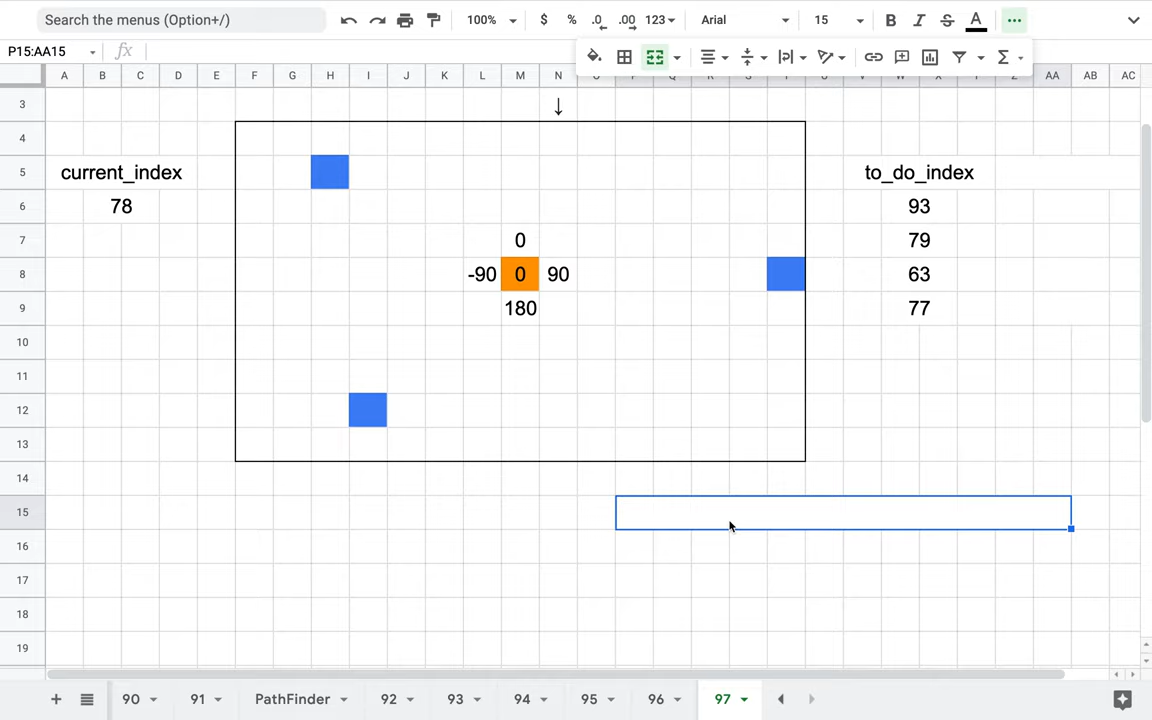 Search the menus (Option+/) 100% $ % .0 .00 123 Arial 15 B I S A ...
P15:AA15 fx Σ
A B C D E F G H I J K L M N AA AB AC
3 ↓
4
5 current_index to_do_index
6 78 93
7 0 79
8 -90 0 90 63
9 180 77
10
11
12
13
14
15
16
17
18
19
+ 90 91 PathFinder 92 93 94 95 96 97